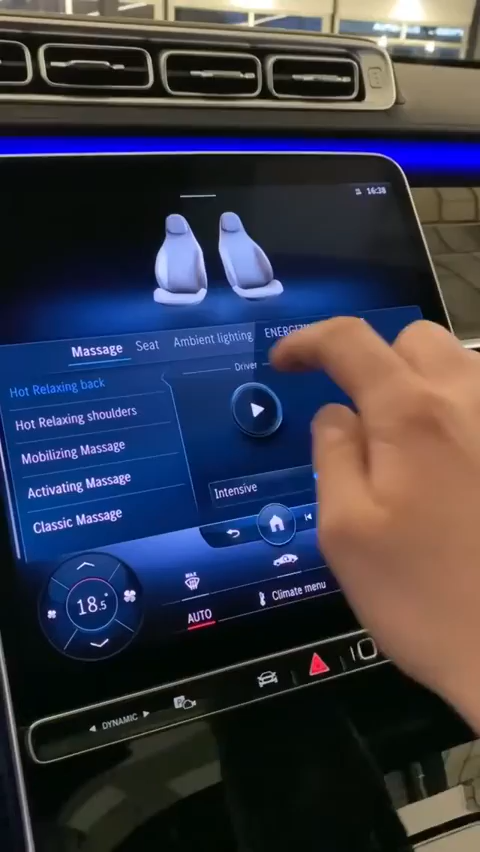 16:38
Massage Seat Ambient lighting
Driver
Hot Relaxing back
Hot Relaxing shoulders
Mobilizing Massage
Activating Massage
Classic Massage
Intensive
18.5°
MAX
AUTO
Climate menu
DYNAMIC